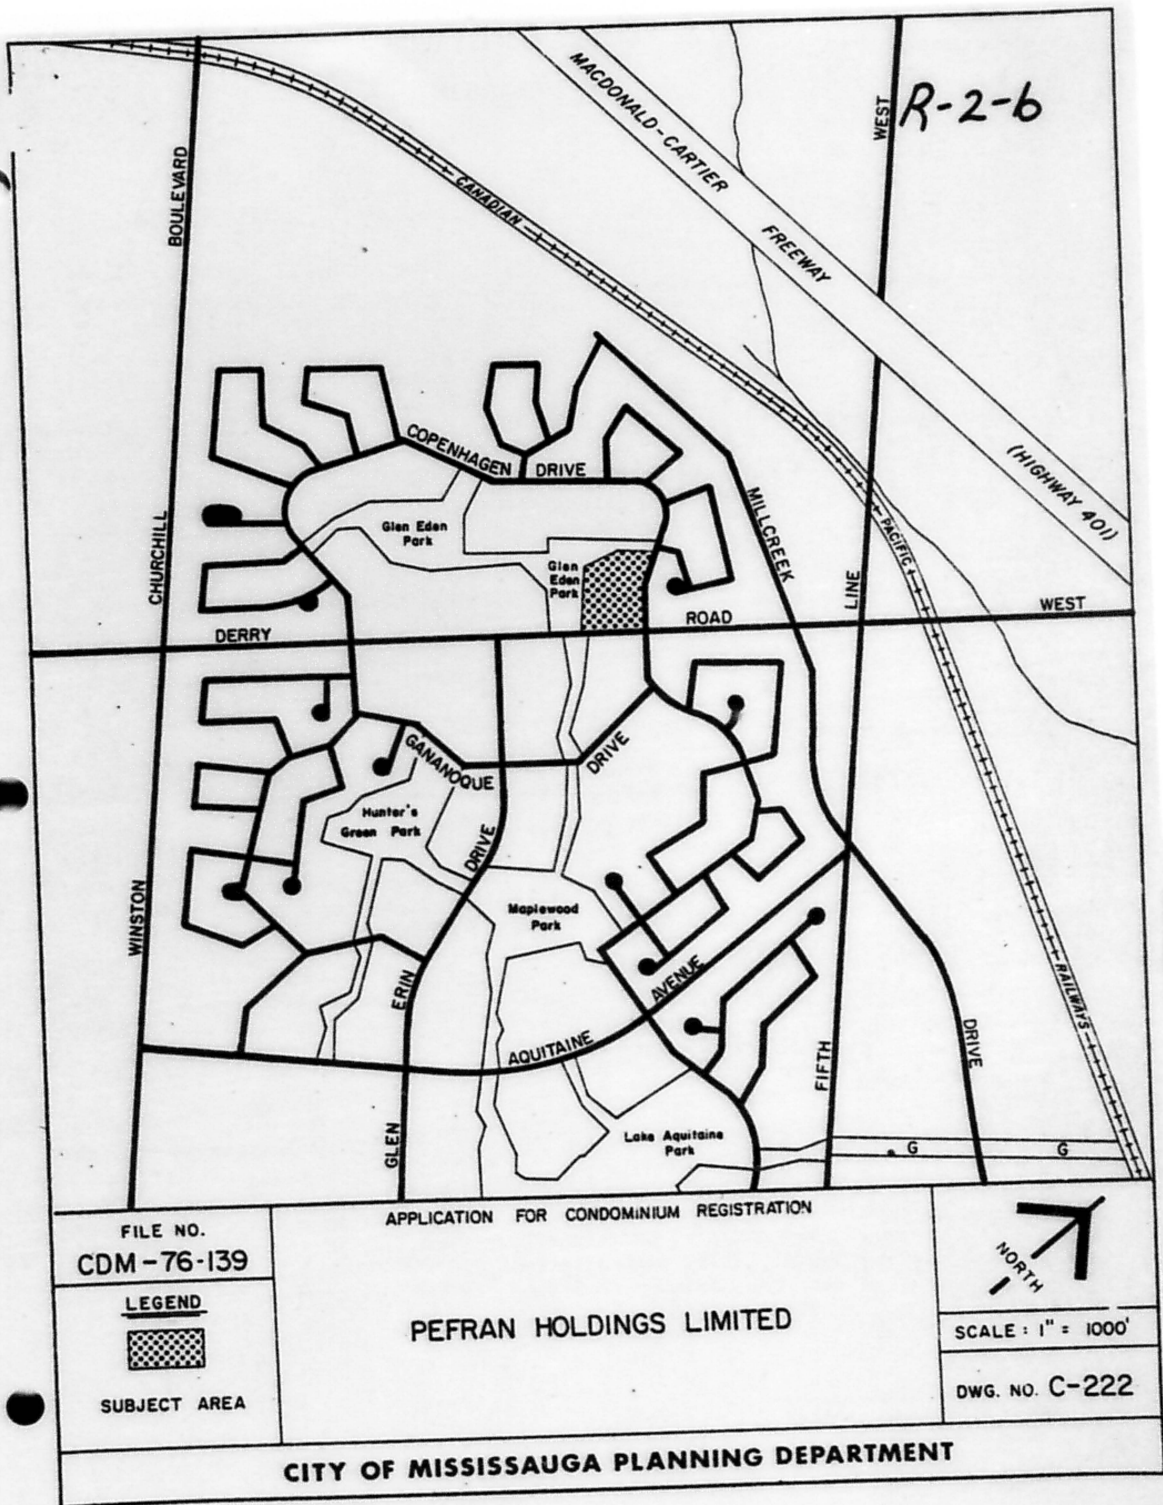 R-2-6
MACDONALD-CARTIER
FREEWAY
(HIGHWAY 401)
WEST
BOULEVARD
CANADIAN
COPENHAGEN
DRIVE
MILLCREEK
PACIFIC
Glen Eden
Park
Glen
Eden
Park
CHURCHILL
LINE
WEST
DERRY
ROAD
GANANOQUE
DRIVE
Hunter's
Green Park
DRIVE
Maplewood
Park
WINSTON
ERIN
AVENUE
AQUITAINE
RAILWAYS
DRIVE
FIFTH
GLEN
Lake Aquitaine
Park
G
G
FILE NO.
CDM-76-139
LEGEND
SUBJECT AREA
APPLICATION FOR CONDOMINIUM REGISTRATION
PEFRAN HOLDINGS LIMITED
NORTH
SCALE : 1" = 1000'
DWG. NO. C-222
CITY OF MISSISSAUGA PLANNING DEPARTMENT